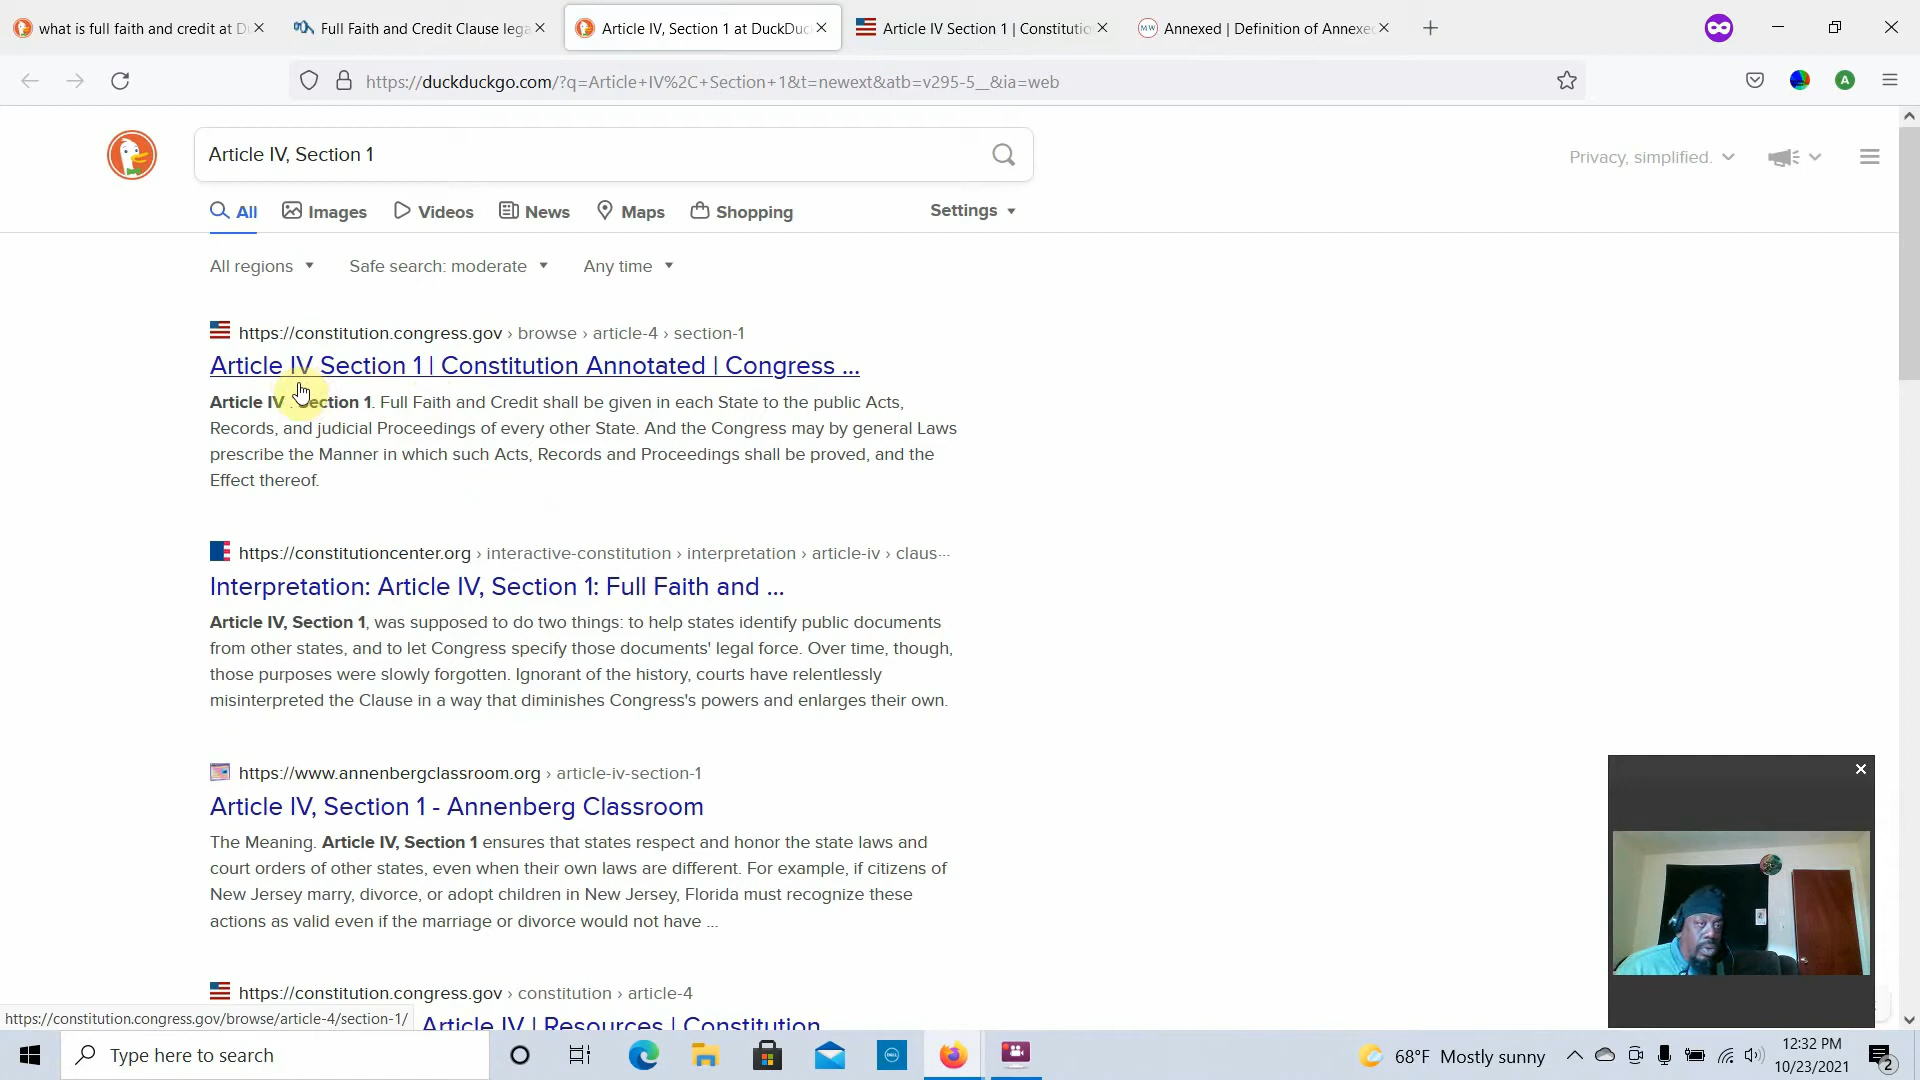 what is full faith and credit at D
Full Faith and Credit Clause lega
Article IV, Section 1 at DuckDuc
Article IV Section 1 | Constitutio
MW Annexed | Definition of Annexed
https://duckduckgo.com/?q=Article+IV%2C+Section+1&t=newext&atb=v295-5__&ia=web
A
Article IV, Section 1
Privacy, simplified.
All Images Videos News Maps Shopping Settings
All regions Safe search: moderate Any time
https://constitution.congress.gov › browse › article-4 › section-1
Article IV Section 1 | Constitution Annotated | Congress ...
Article IV . Section 1. Full Faith and Credit shall be given in each State to the public Acts,
Records, and judicial Proceedings of every other State. And the Congress may by general Laws
prescribe the Manner in which such Acts, Records and Proceedings shall be proved, and the
Effect thereof.
https://constitutioncenter.org › interactive-constitution › interpretation › article-iv › claus...
Interpretation: Article IV, Section 1: Full Faith and ...
Article IV, Section 1, was supposed to do two things: to help states identify public documents
from other states, and to let Congress specify those documents' legal force. Over time, though,
those purposes were slowly forgotten. Ignorant of the history, courts have relentlessly
misinterpreted the Clause in a way that diminishes Congress's powers and enlarges their own.
https://www.annenbergclassroom.org › article-iv-section-1
Article IV, Section 1 - Annenberg Classroom
The Meaning. Article IV, Section 1 ensures that states respect and honor the state laws and
court orders of other states, even when their own laws are different. For example, if citizens of
New Jersey marry, divorce, or adopt children in New Jersey, Florida must recognize these
actions as valid even if the marriage or divorce would not have ...
https://constitution.congress.gov › constitution › article-4
Article IV | Resources | Constitution
https://constitution.congress.gov/browse/article-4/section-1/
Type here to search
DELL
68°F Mostly sunny
12:32 PM
10/23/2021
2